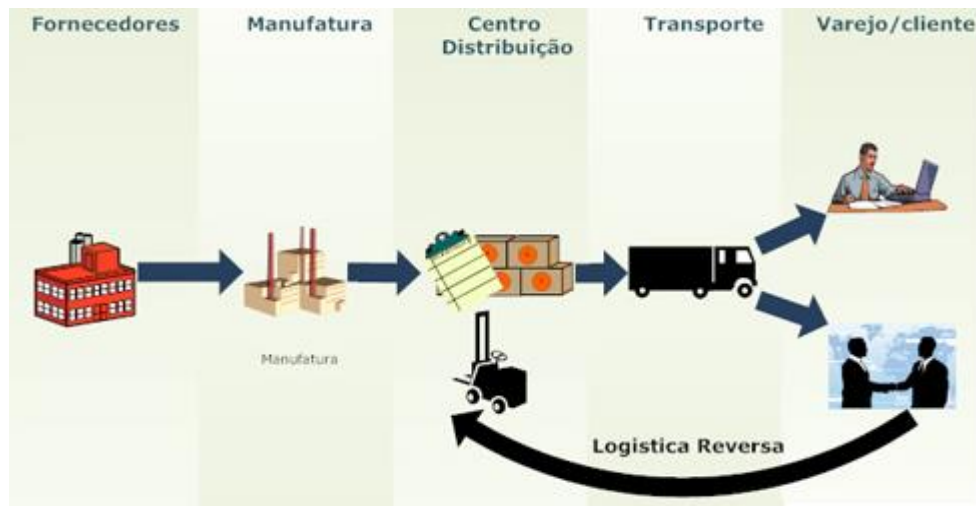 Fornecedores
Manufatura
Centro
Distribuição
Transporte
Varejo/cliente
Manufatura
Logistica Reversa